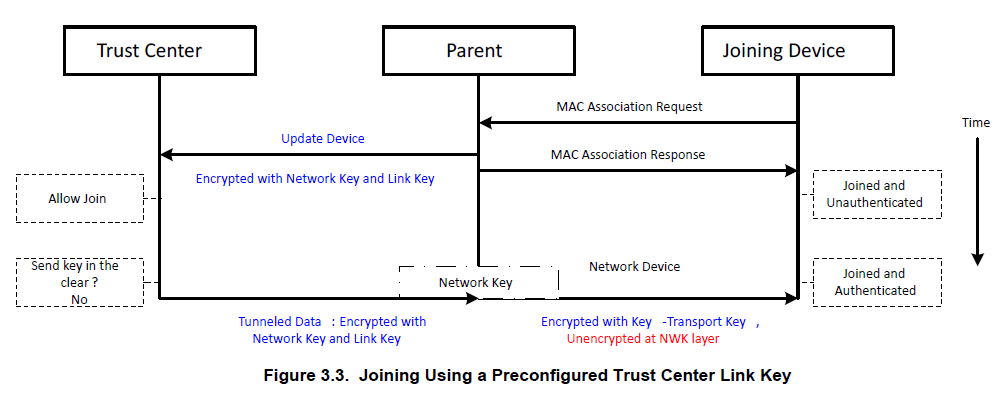 Trust Center
Parent
Joining Device
MAC Association Request
Time
Update Device
MAC Association Response
Encrypted with Network Key and Link Key
Allow Join
Joined and
Unauthenticated
Send key in the
clear ?
No
Network Key
Network Device
Joined and
Authenticated
Tunneled Data : Encrypted with
Network Key and Link Key
Encrypted with Key -Transport Key ,
Unencrypted at NWK layer
Figure 3.3. Joining Using a Preconfigured Trust Center Link Key